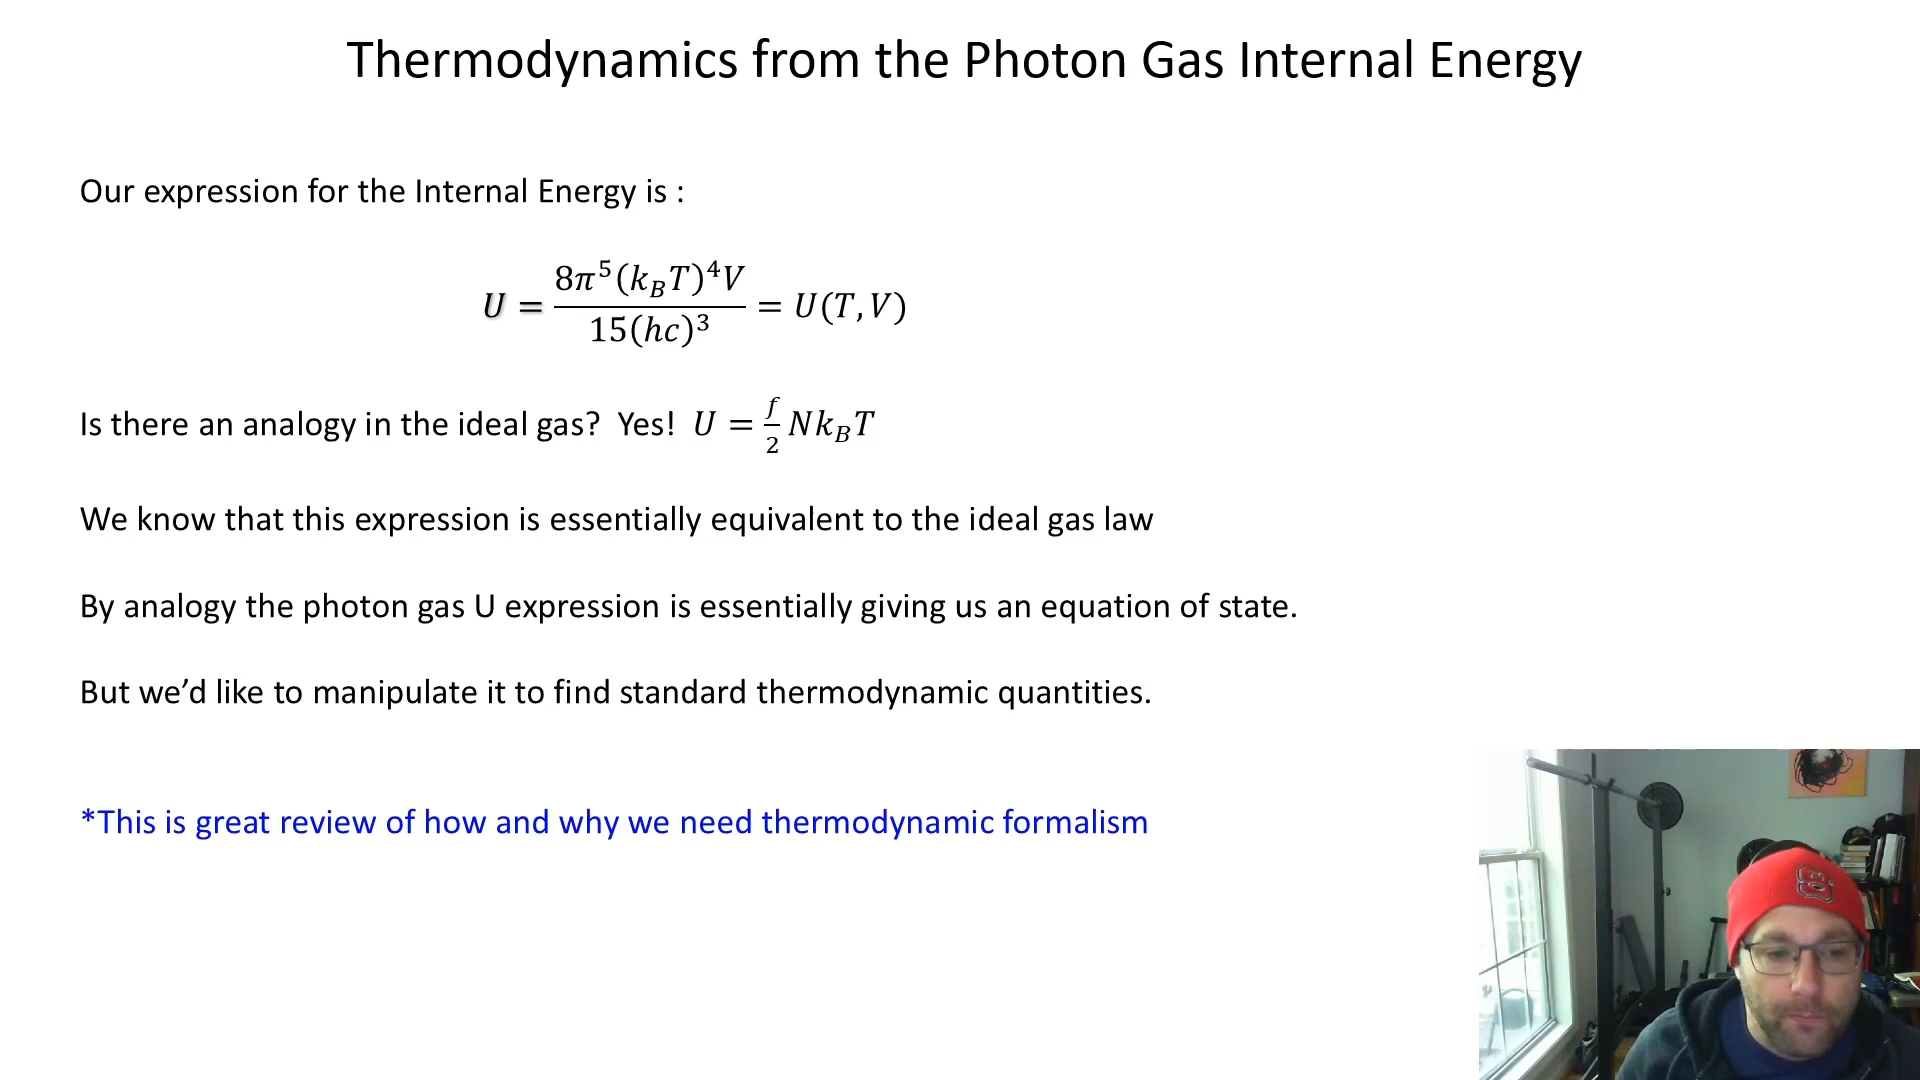 Thermodynamics from the Photon Gas Internal Energy
Our expression for the Internal Energy is :
U = 8π⁵(k_BT)⁴V / 15(hc)³ = U(T,V)
Is there an analogy in the ideal gas? Yes! U = f/2 Nk_BT
We know that this expression is essentially equivalent to the ideal gas law
By analogy the photon gas U expression is essentially giving us an equation of state.
But we’d like to manipulate it to find standard thermodynamic quantities.
*This is great review of how and why we need thermodynamic formalism
S